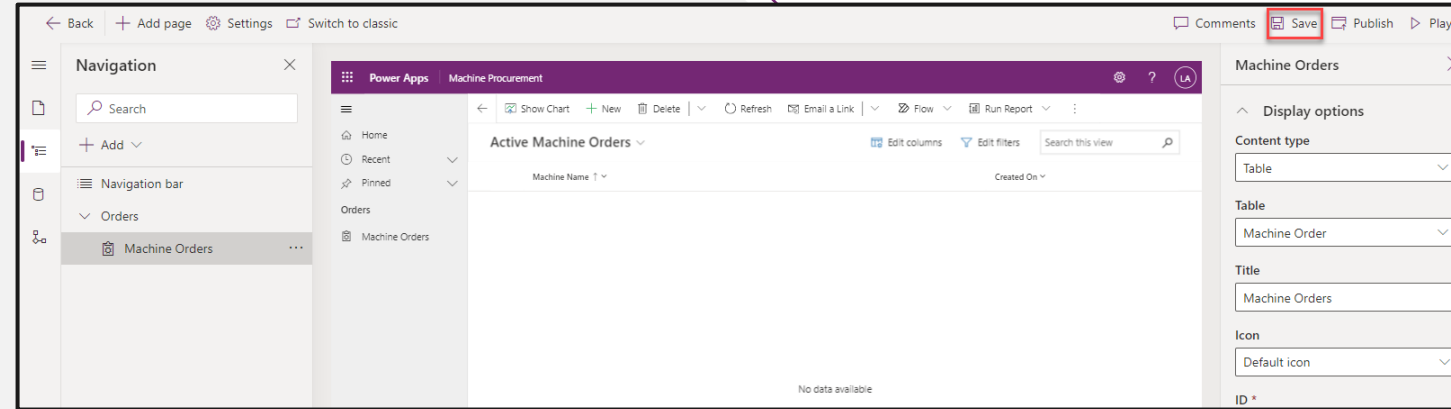 Back Add page Settings Switch to classic Comments Save Publish Play
Navigation
Search
Add
Navigation bar
Orders
Machine Orders ...
Power Apps Machine Procurement ? LA
Show Chart New Delete Refresh Email a Link Flow Run Report
Home
Recent
Pinned
Orders
Machine Orders
Active Machine Orders Edit columns Edit filters Search this view
Machine Name Created On
No data available
Machine Orders
Display options
Content type
Table
Table
Machine Order
Title
Machine Orders
Icon
Default icon
ID *